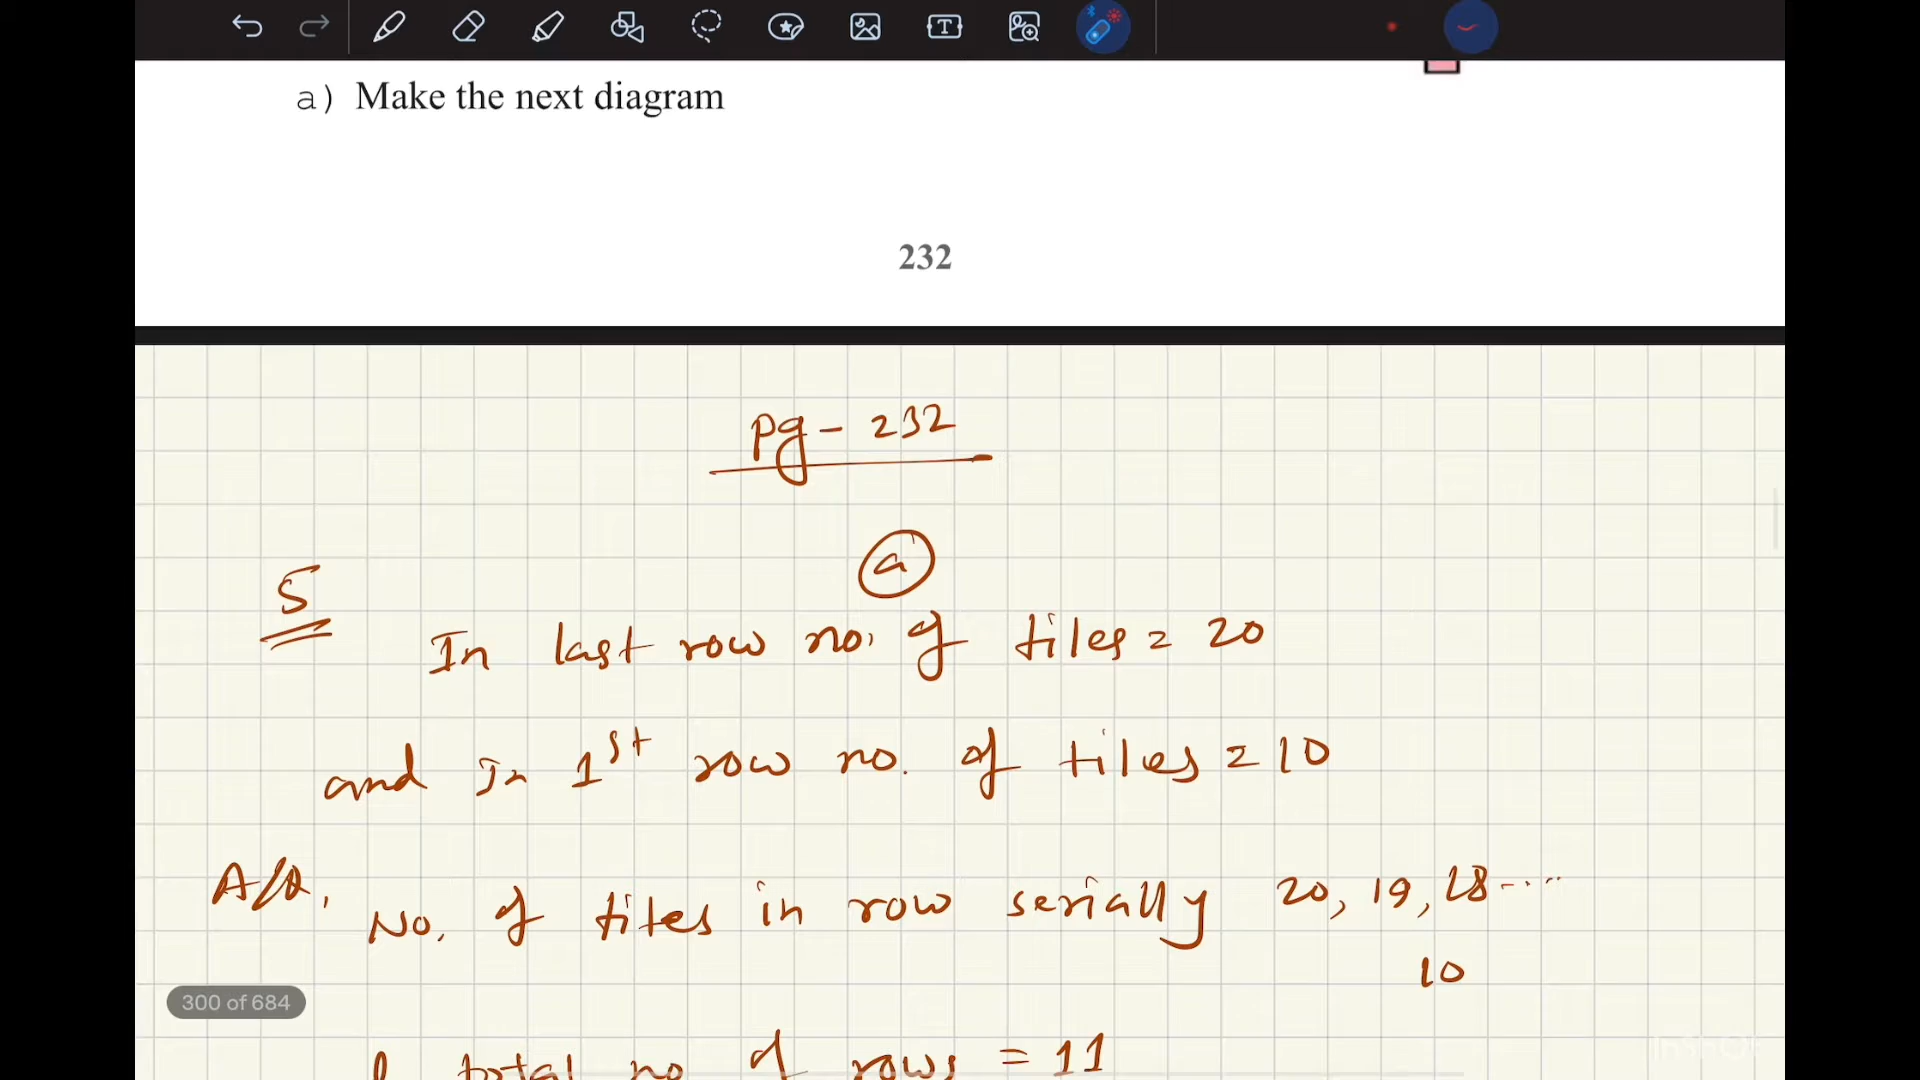 a) Make the next diagram
232
Pg - 232
a
5
In last row no. of tiles = 20
and in 1st row no. of tiles = 10
A/Q, No. of tiles in row serially 20, 19, 18....
10
total no of rows = 11
300 of 684
InShOt